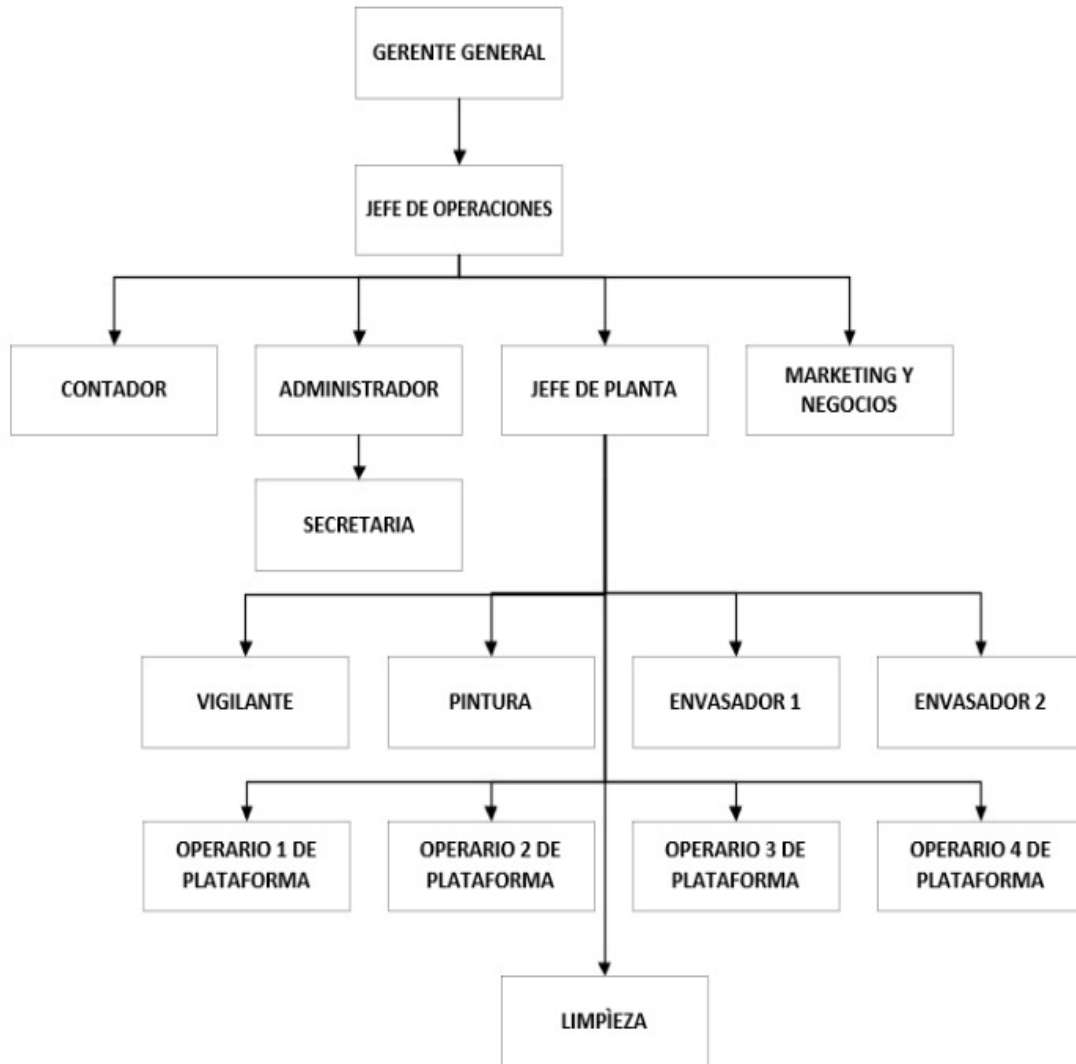 GERENTE GENERAL
JEFE DE OPERACIONES
CONTADOR
ADMINISTRADOR
JEFE DE PLANTA
MARKETING Y
NEGOCIOS
SECRETARIA
VIGILANTE
PINTURA
ENVASADOR 1
ENVASADOR 2
OPERARIO 1 DE
PLATAFORMA
OPERARIO 2 DE
PLATAFORMA
OPERARIO 3 DE
PLATAFORMA
OPERARIO 4 DE
PLATAFORMA
LIMPÌEZA